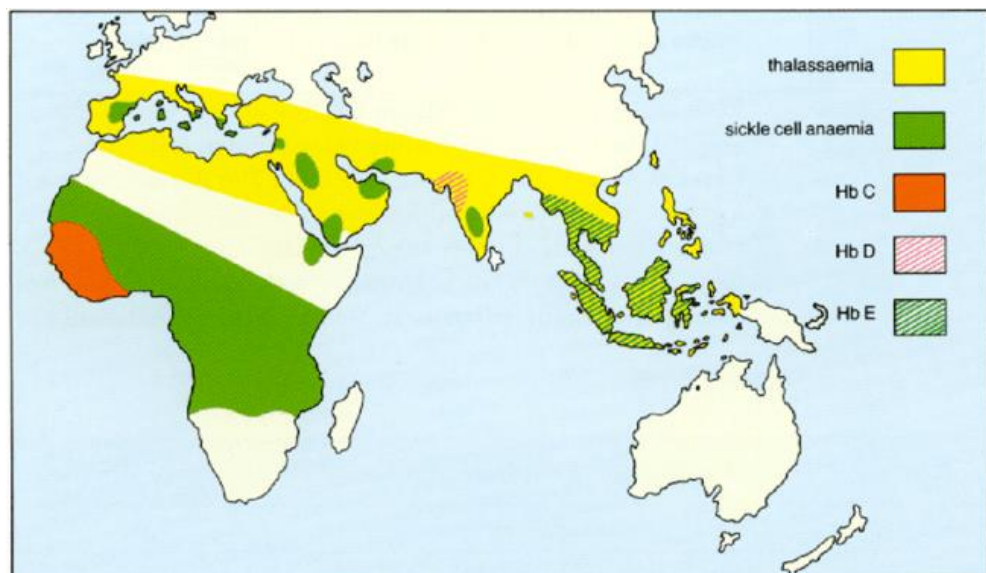 thalassaemia
sickle cell anaemia
Hb C
Hb D
Hb E